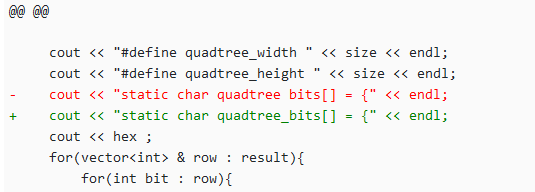 @@ @@
    cout << "#define quadtree_width " << size << endl;
    cout << "#define quadtree_height " << size << endl;
-    cout << "static char quadtree bits[] = {" << endl;
+    cout << "static char quadtree_bits[] = {" << endl;
    cout << hex ;
    for(vector<int> & row : result){
        for(int bit : row){